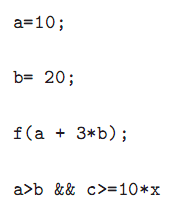 a=10;
b= 20;
f(a + 3*b);
a>b && c>=10*x